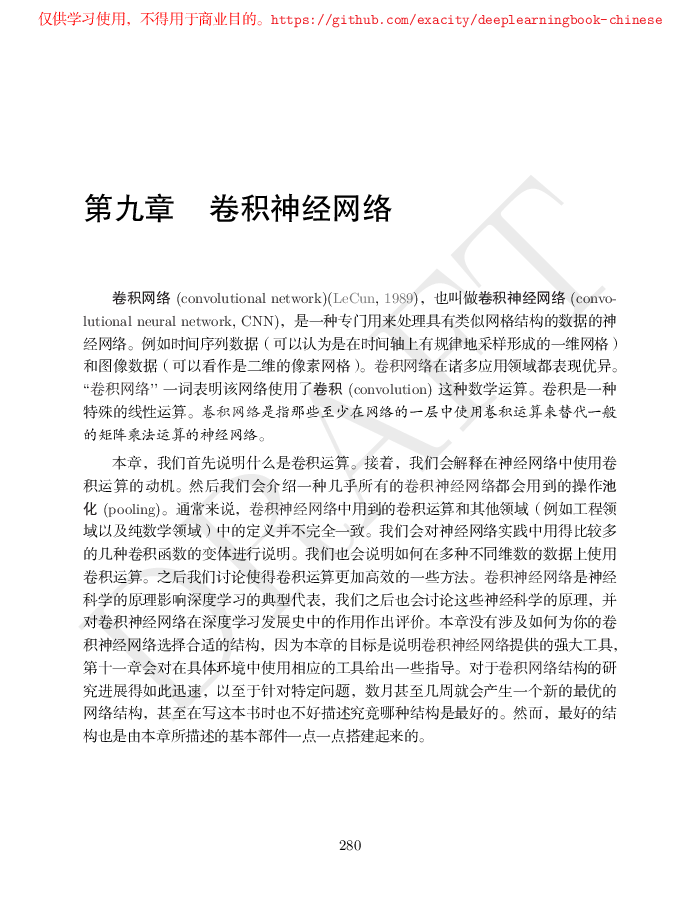 仅供学习使用，不得用于商业目的。https://github.com/exacity/deeplearningbook-chinese
第九章 卷积神经网络
卷积网络 (convolutional network)(LeCun, 1989)，也叫做卷积神经网络 (convo-
lutional neural network, CNN)，是一种专门用来处理具有类似网格结构的数据的神
经网络。例如时间序列数据（可以认为是在时间轴上有规律地采样形成的一维网格）
和图像数据（可以看作是二维的像素网格）。卷积网络在诸多应用领域都表现优异。
“卷积网络’’ 一词表明该网络使用了卷积 (convolution) 这种数学运算。卷积是一种
特殊的线性运算。卷积网络是指那些至少在网络的一层中使用卷积运算来替代一般
的矩阵乘法运算的神经网络。
本章，我们首先说明什么是卷积运算。接着，我们会解释在神经网络中使用卷
积运算的动机。然后我们会介绍一种几乎所有的卷积神经网络都会用到的操作池
化 (pooling)。通常来说，卷积神经网络中用到的卷积运算和其他领域（例如工程领
域以及纯数学领域）中的定义并不完全一致。我们会对神经网络实践中用得比较多
的几种卷积函数的变体进行说明。我们也会说明如何在多种不同维数的数据上使用
卷积运算。之后我们讨论使得卷积运算更加高效的一些方法。卷积神经网络是神经
科学的原理影响深度学习的典型代表，我们之后也会讨论这些神经科学的原理，并
对卷积神经网络在深度学习发展史中的作用作出评价。本章没有涉及如何为你的卷
积神经网络选择合适的结构，因为本章的目标是说明卷积神经网络提供的强大工具，
第十一章会对在具体环境中使用相应的工具给出一些指导。对于卷积网络结构的研
究进展得如此迅速，以至于针对特定问题，数月甚至几周就会产生一个新的最优的
网络结构，甚至在写这本书时也不好描述究竟哪种结构是最好的。然而，最好的结
构也是由本章所描述的基本部件一点一点搭建起来的。
280
DRAFT